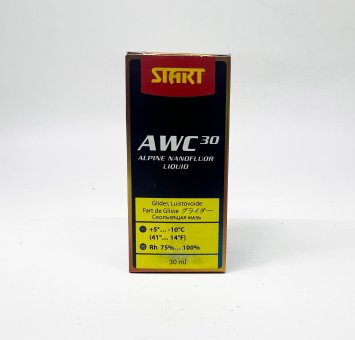 START
AWC 30
ALPINE NANOFLUOR
LIQUID
Glider, Luistovoide
Fart de Glisse グライダー
Скользящая мазь
+5°... -10°C
(41°... 14°F)
Rh 75%... 100%
30 ml